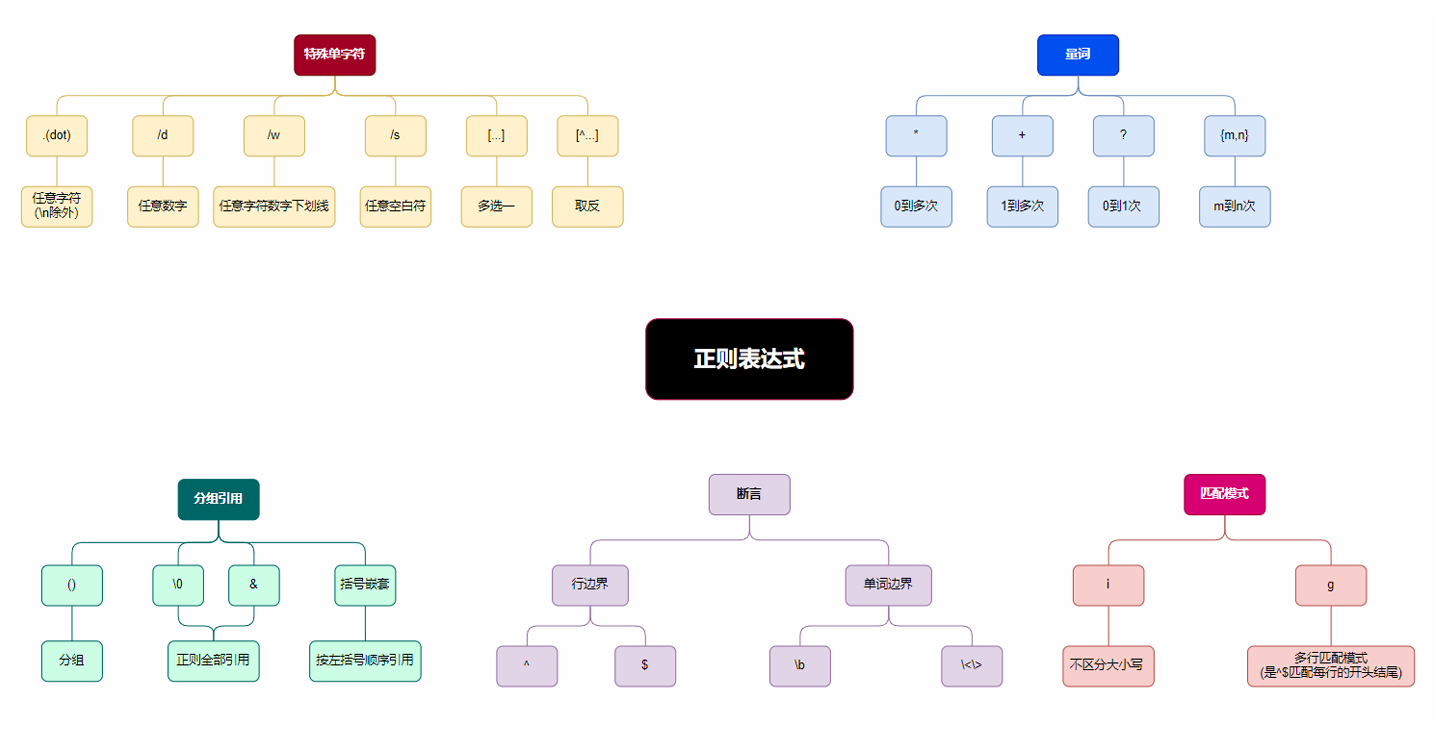 特殊单字符
.(dot)
/d
/w
/s
[...]
[^...]
任意字符
(\n除外)
任意数字
任意字符数字下划线
任意空白符
多选一
取反
量词
*
+
?
{m,n}
0到多次
1到多次
0到1次
m到n次
正则表达式
分组引用
()
\0
&
括号嵌套
分组
正则全部引用
按左括号顺序引用
断言
行边界
单词边界
^
$
\b
\<\>
匹配模式
i
g
不区分大小写
多行匹配模式
(是^$匹配每行的开头结尾)